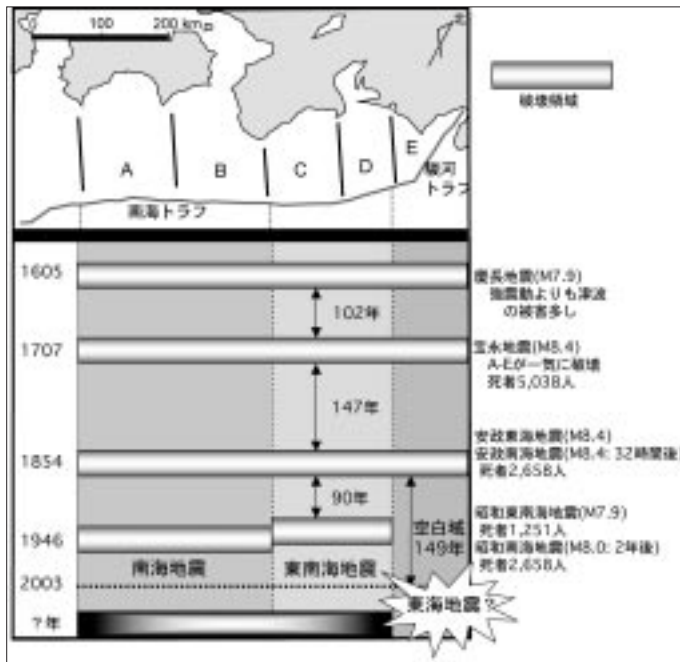 0 100 200 km
北
破壊領域
A B C D E
駿河
トラフ
南海トラフ
1605
慶長地震(M7.9)
強震動よりも津波
の被害多し
102年
1707
宝永地震(M8.4)
A-Eが一気に破壊
死者5,038人
147年
1854
安政東海地震(M8.4)
安政南海地震(M8.4: 32時間後)
死者2,658人
90年
空白域
149年
1946
昭和東南海地震(M7.9)
死者1,251人
昭和南海地震(M8.0: 2年後)
死者2,658人
南海地震
東南海地震
2003
東海地震?
?年